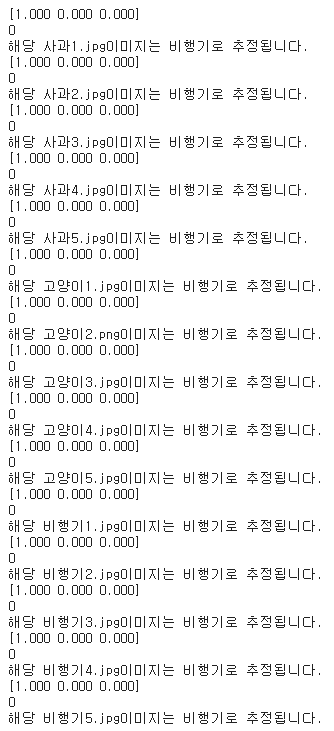 [1.000 0.000 0.000]
0
해당 사과1.jpg이미지는 비행기로 추정됩니다.
[1.000 0.000 0.000]
0
해당 사과2.jpg이미지는 비행기로 추정됩니다.
[1.000 0.000 0.000]
0
해당 사과3.jpg이미지는 비행기로 추정됩니다.
[1.000 0.000 0.000]
0
해당 사과4.jpg이미지는 비행기로 추정됩니다.
[1.000 0.000 0.000]
0
해당 사과5.jpg이미지는 비행기로 추정됩니다.
[1.000 0.000 0.000]
0
해당 고양이1.jpg이미지는 비행기로 추정됩니다.
[1.000 0.000 0.000]
0
해당 고양이2.png이미지는 비행기로 추정됩니다.
[1.000 0.000 0.000]
0
해당 고양이3.jpg이미지는 비행기로 추정됩니다.
[1.000 0.000 0.000]
0
해당 고양이4.jpg이미지는 비행기로 추정됩니다.
[1.000 0.000 0.000]
0
해당 고양이5.jpg이미지는 비행기로 추정됩니다.
[1.000 0.000 0.000]
0
해당 비행기1.jpg이미지는 비행기로 추정됩니다.
[1.000 0.000 0.000]
0
해당 비행기2.jpg이미지는 비행기로 추정됩니다.
[1.000 0.000 0.000]
0
해당 비행기3.jpg이미지는 비행기로 추정됩니다.
[1.000 0.000 0.000]
0
해당 비행기4.jpg이미지는 비행기로 추정됩니다.
[1.000 0.000 0.000]
0
해당 비행기5.jpg이미지는 비행기로 추정됩니다.